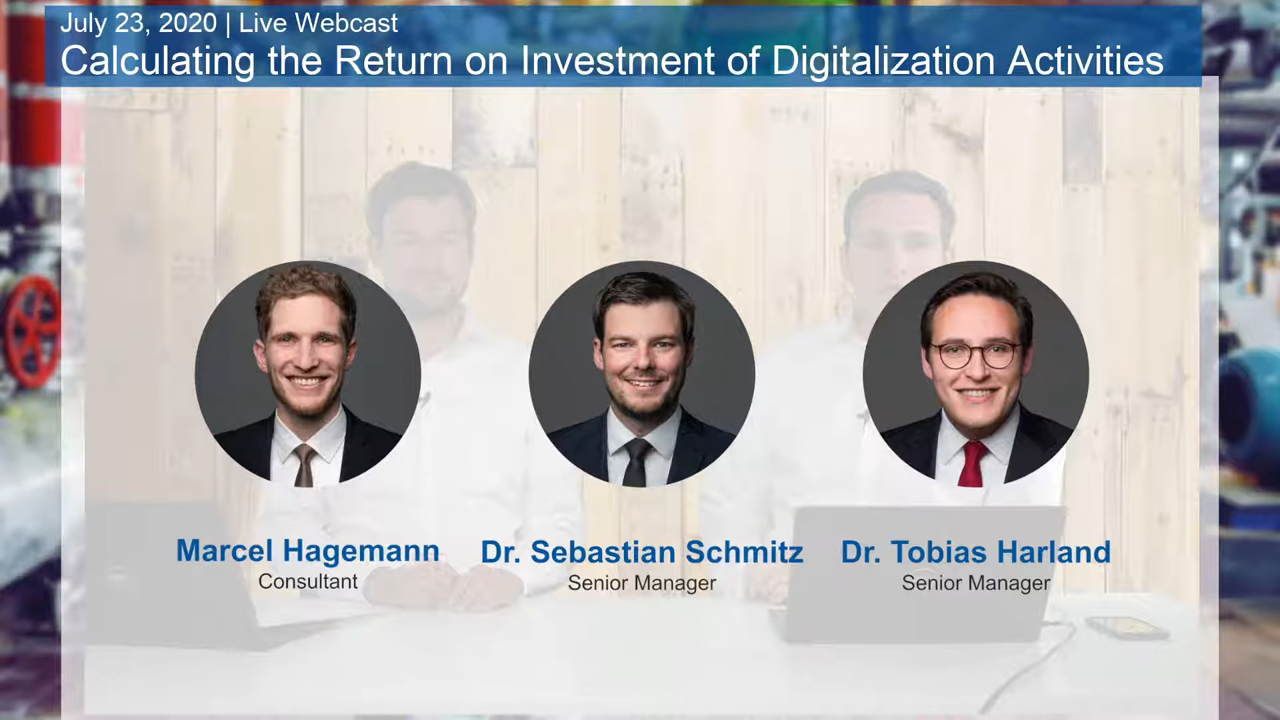 July 23, 2020 | Live Webcast
Calculating the Return on Investment of Digitalization Activities
Marcel Hagemann
Consultant
Dr. Sebastian Schmitz
Senior Manager
Dr. Tobias Harland
Senior Manager